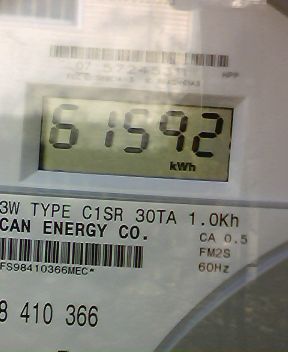 61592
kWh
3W TYPE C1SR 30TA 1.0Kh
CAN ENERGY CO.
CA 0.5
FM2S
FS98410366MEC*
60Hz
8 410 366